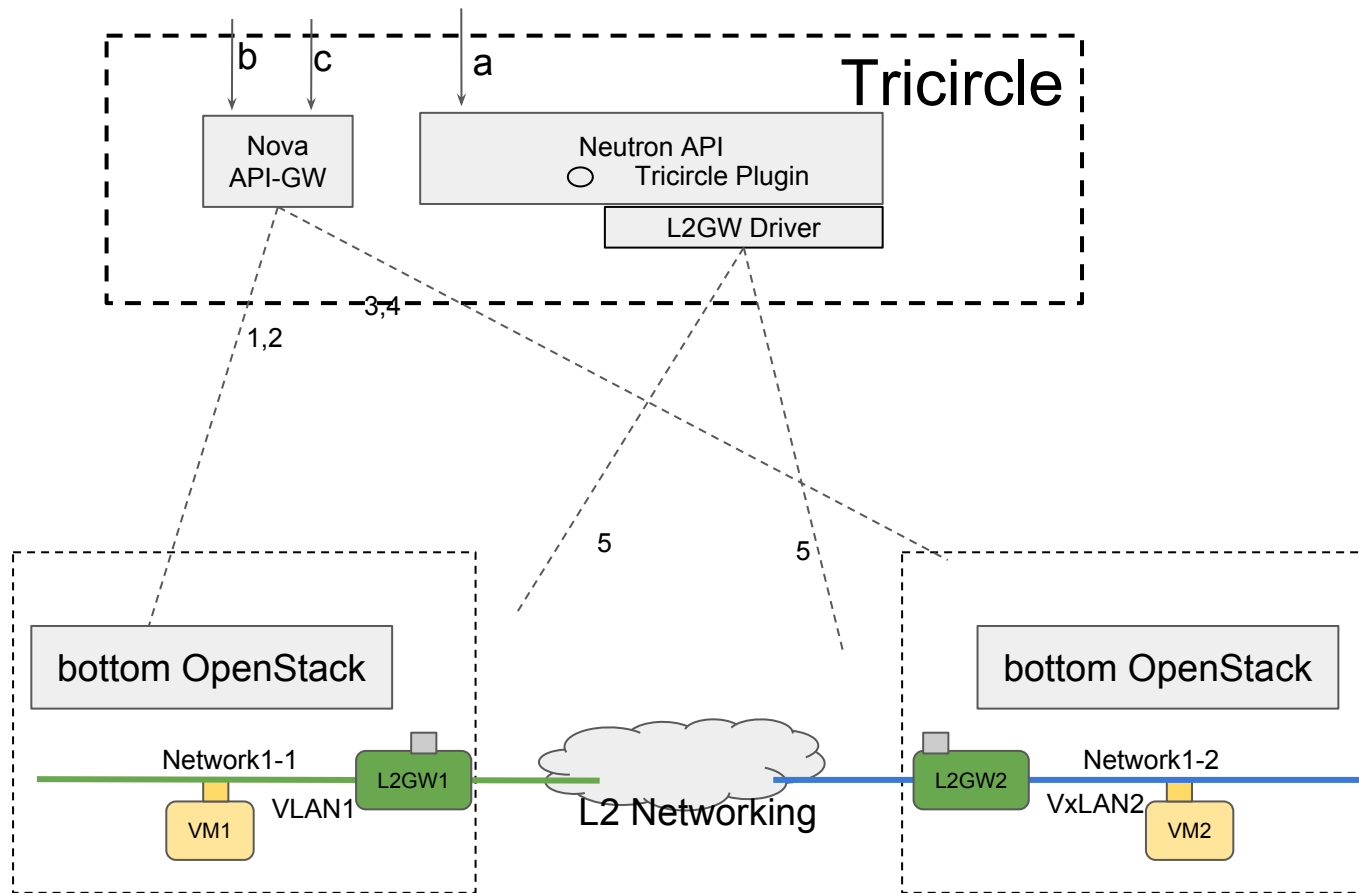 b
c
a
Tricircle
Nova
API-GW
Neutron API
Tricircle Plugin
L2GW Driver
3,4
1,2
5
5
bottom OpenStack
bottom OpenStack
Network1-1
L2GW1
VLAN1
VM1
L2 Networking
L2GW2
Network1-2
VxLAN2
VM2